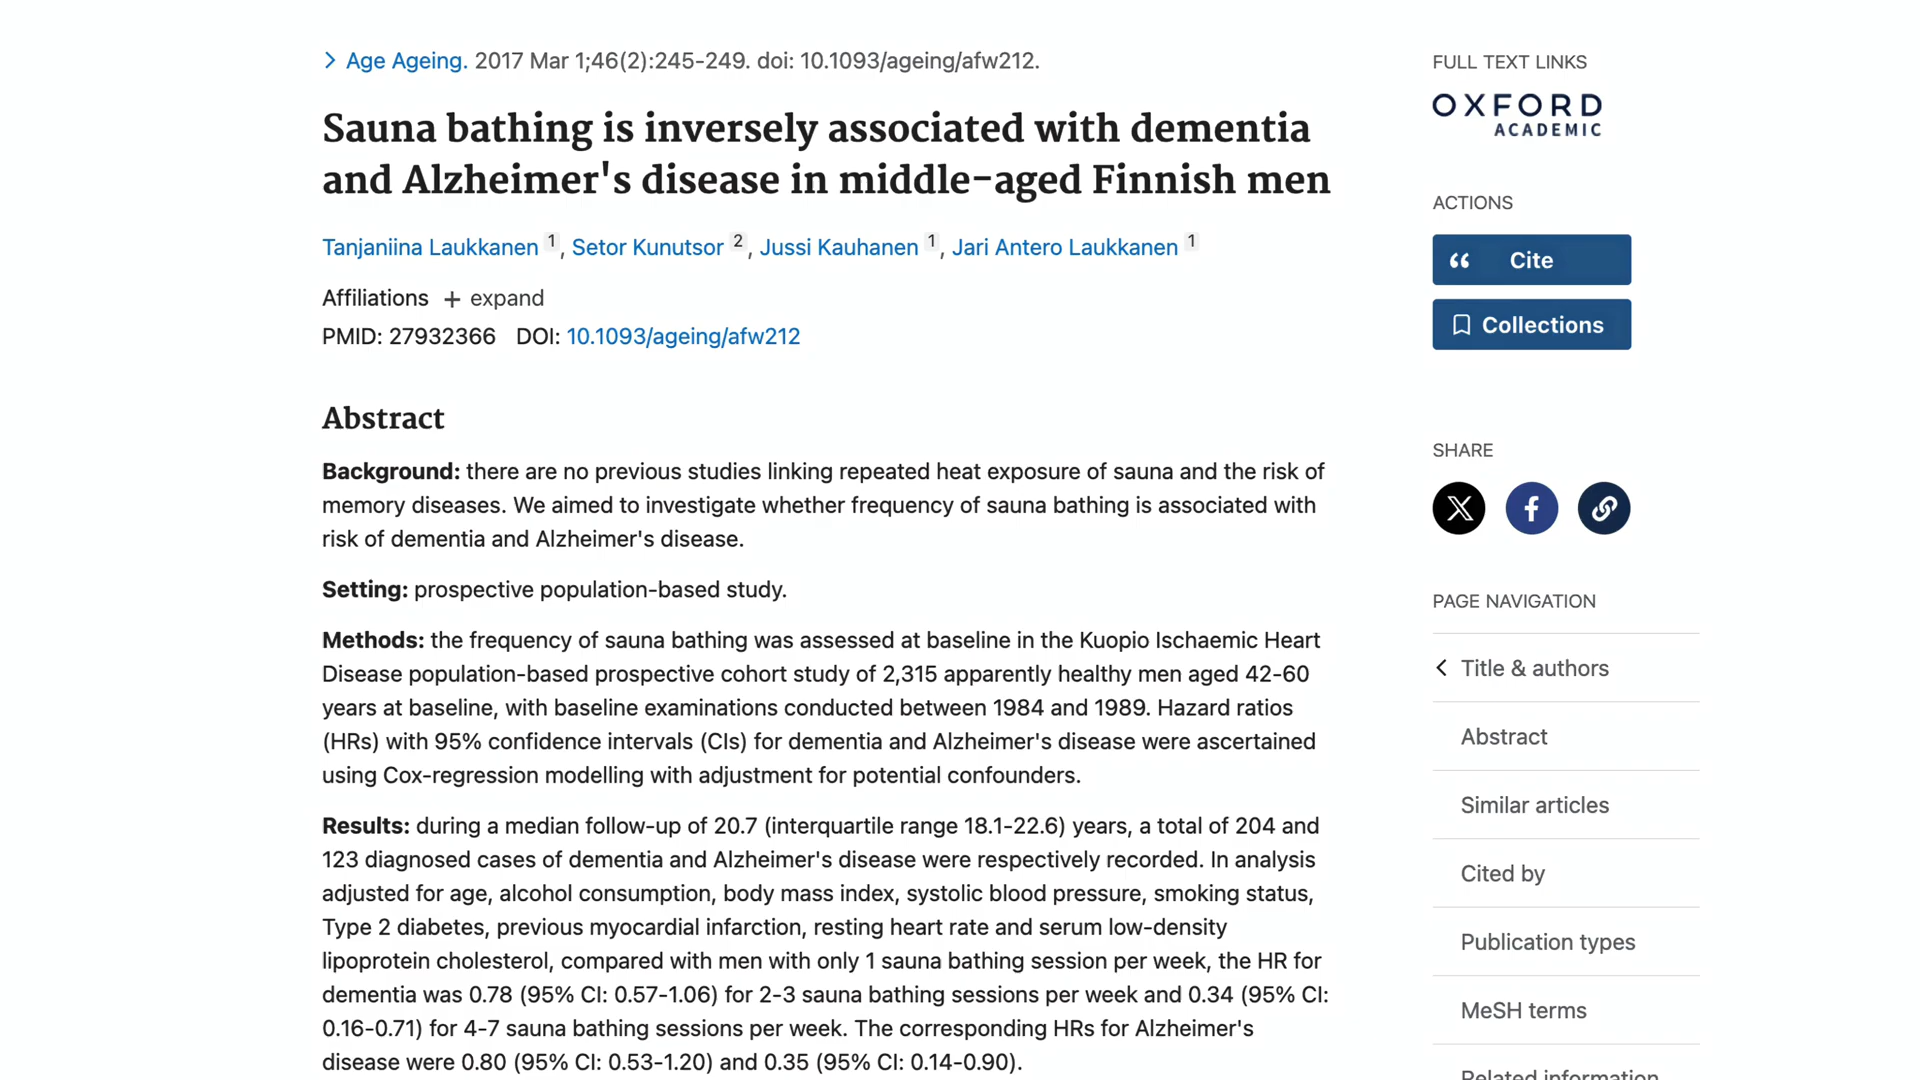 Age Ageing. 2017 Mar 1;46(2):245-249. doi: 10.1093/ageing/afw212.
Sauna bathing is inversely associated with dementia
and Alzheimer's disease in middle-aged Finnish men
Tanjaniina Laukkanen 1, Setor Kunutsor 2, Jussi Kauhanen 1, Jari Antero Laukkanen 1
Affiliations + expand
PMID: 27932366 DOI: 10.1093/ageing/afw212
Abstract
Background: there are no previous studies linking repeated heat exposure of sauna and the risk of
memory diseases. We aimed to investigate whether frequency of sauna bathing is associated with
risk of dementia and Alzheimer's disease.
Setting: prospective population-based study.
Methods: the frequency of sauna bathing was assessed at baseline in the Kuopio Ischaemic Heart
Disease population-based prospective cohort study of 2,315 apparently healthy men aged 42-60
years at baseline, with baseline examinations conducted between 1984 and 1989. Hazard ratios
(HRs) with 95% confidence intervals (CIs) for dementia and Alzheimer's disease were ascertained
using Cox-regression modelling with adjustment for potential confounders.
Results: during a median follow-up of 20.7 (interquartile range 18.1-22.6) years, a total of 204 and
123 diagnosed cases of dementia and Alzheimer's disease were respectively recorded. In analysis
adjusted for age, alcohol consumption, body mass index, systolic blood pressure, smoking status,
Type 2 diabetes, previous myocardial infarction, resting heart rate and serum low-density
lipoprotein cholesterol, compared with men with only 1 sauna bathing session per week, the HR for
dementia was 0.78 (95% CI: 0.57-1.06) for 2-3 sauna bathing sessions per week and 0.34 (95% CI:
0.16-0.71) for 4-7 sauna bathing sessions per week. The corresponding HRs for Alzheimer's
disease were 0.80 (95% CI: 0.53-1.20) and 0.35 (95% CI: 0.14-0.90).
FULL TEXT LINKS
OXFORD
ACADEMIC
ACTIONS
Cite
Collections
SHARE
PAGE NAVIGATION
Title & authors
Abstract
Similar articles
Cited by
Publication types
MeSH terms
Related information